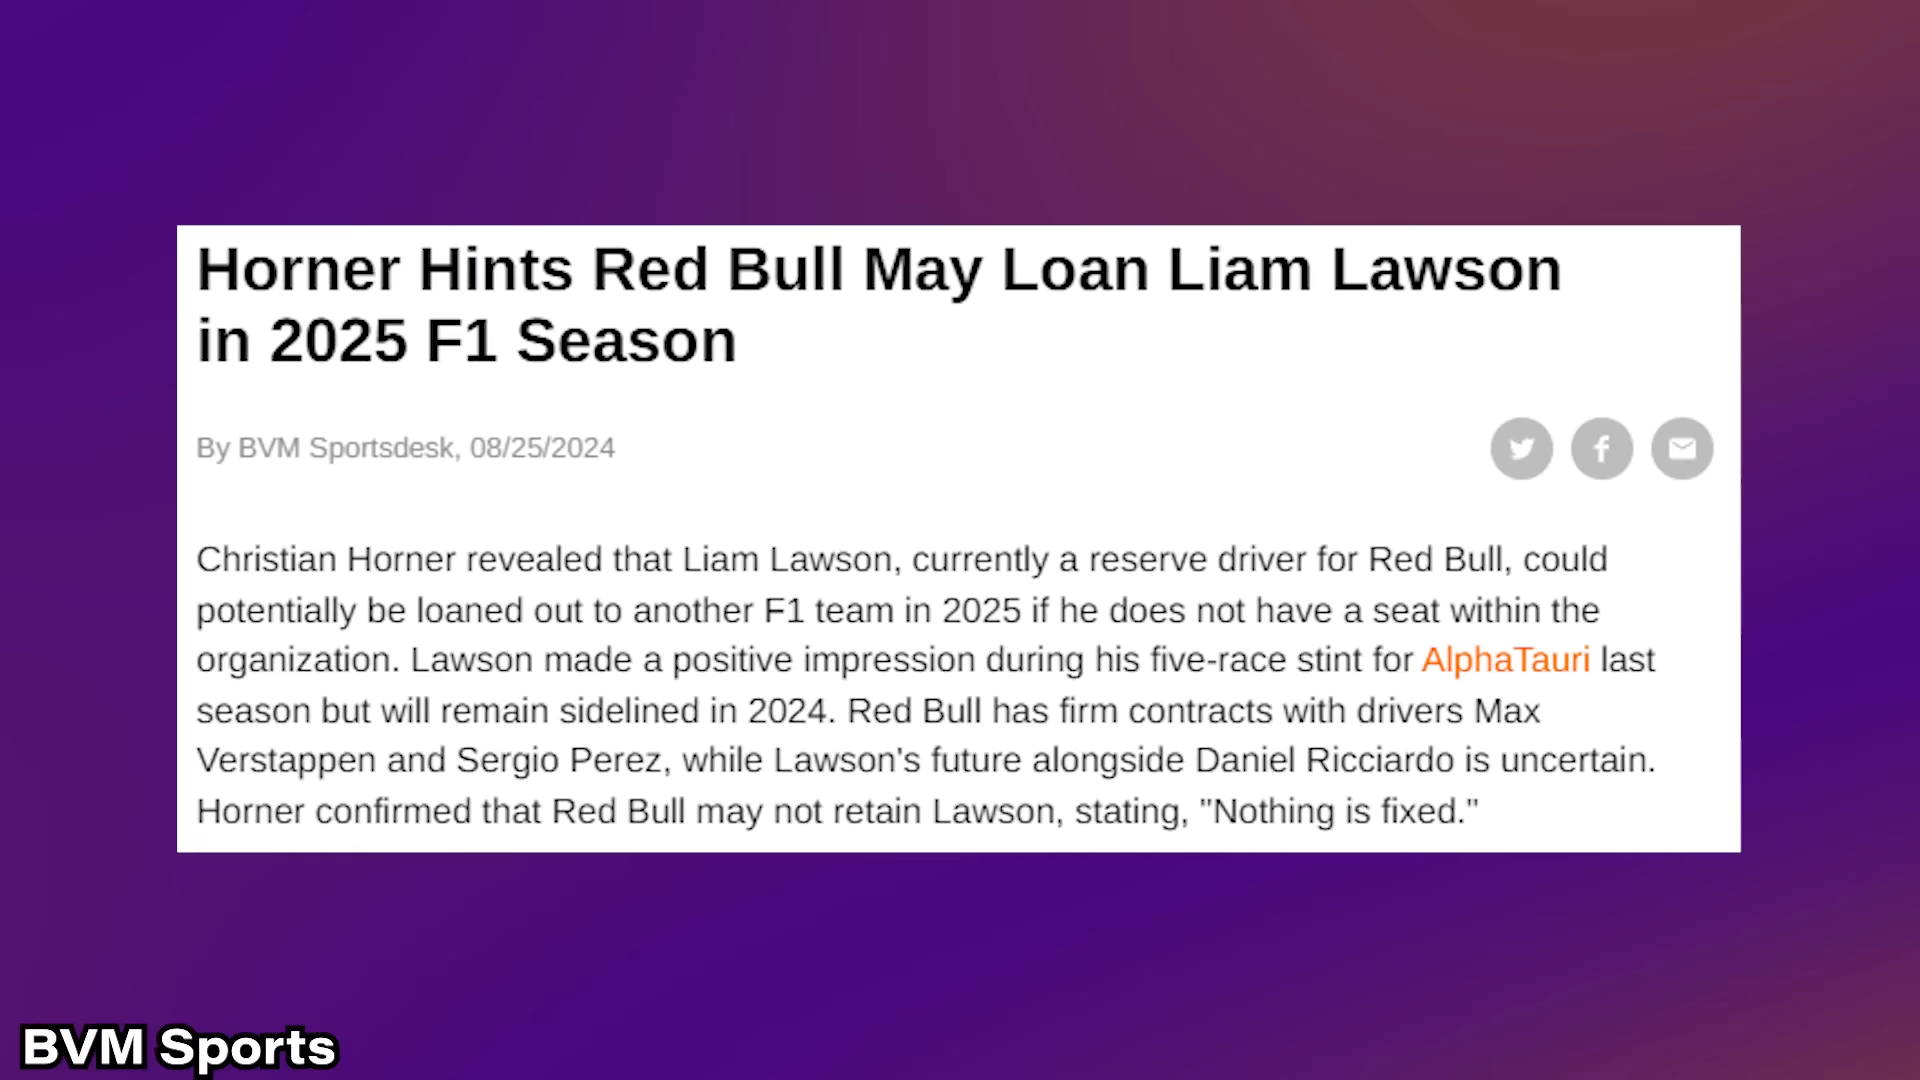 Horner Hints Red Bull May Loan Liam Lawson
in 2025 F1 Season
By BVM Sportsdesk, 08/25/2024
Christian Horner revealed that Liam Lawson, currently a reserve driver for Red Bull, could
potentially be loaned out to another F1 team in 2025 if he does not have a seat within the
organization. Lawson made a positive impression during his five-race stint for AlphaTauri last
season but will remain sidelined in 2024. Red Bull has firm contracts with drivers Max
Verstappen and Sergio Perez, while Lawson's future alongside Daniel Ricciardo is uncertain.
Horner confirmed that Red Bull may not retain Lawson, stating, "Nothing is fixed."
BVM Sports